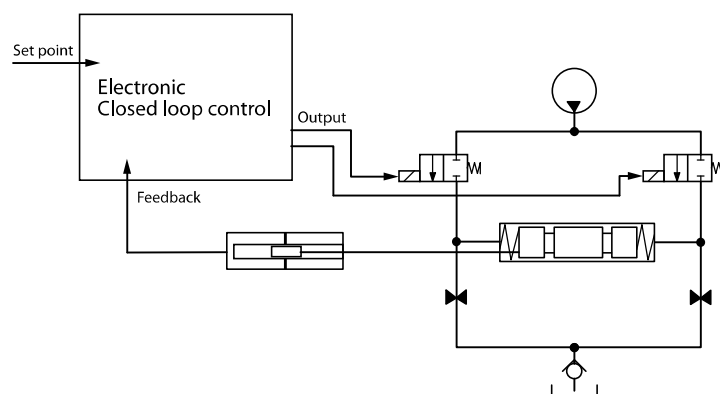 Set point
Electronic
Closed loop control
Output
Feedback